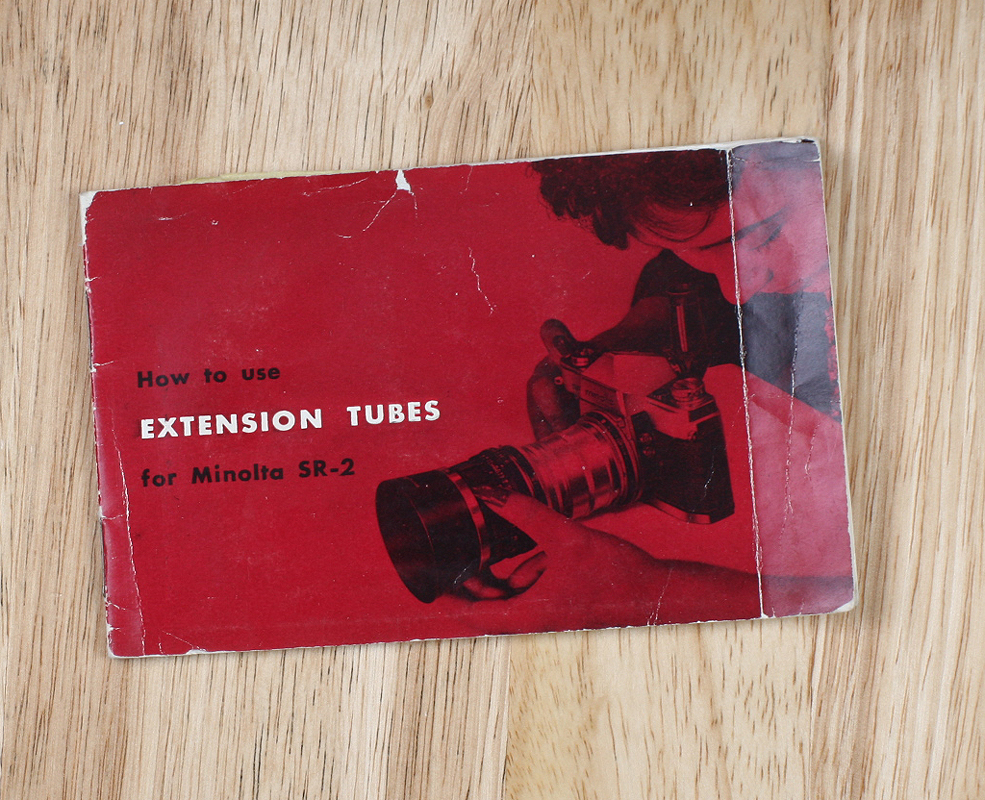 How to use
EXTENSION TUBES
for Minolta SR-2